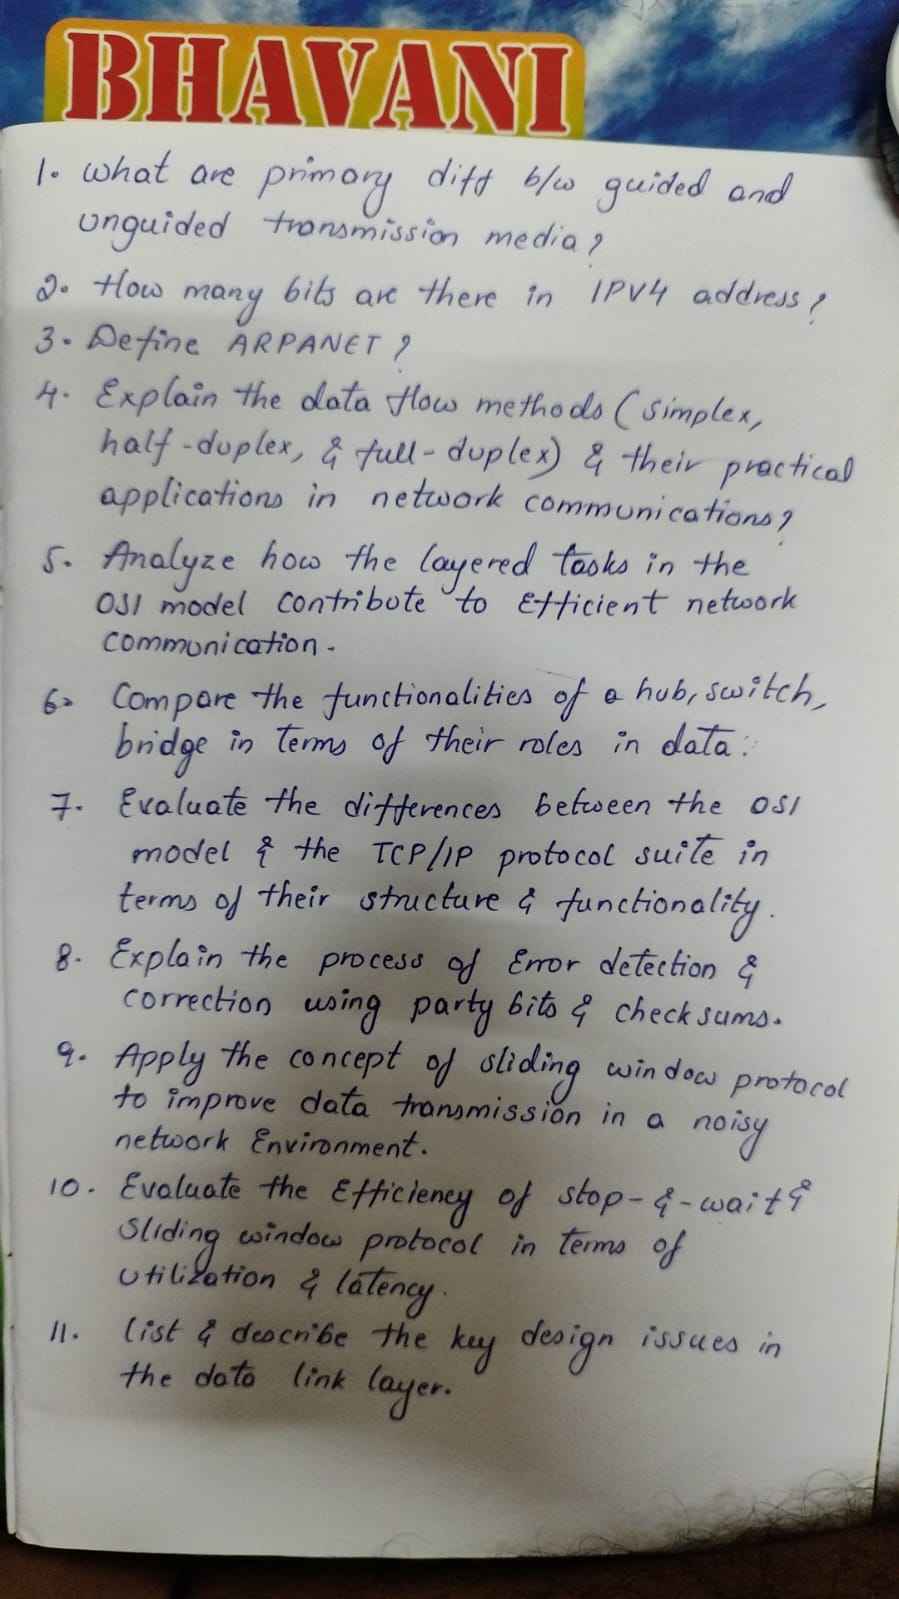 BHAVANI
1. what are primary diff b/w guided and
unguided transmission media?
2. How many bits are there in IPV4 address?
3. Define ARPANET?
4. Explain the data flow methods (simplex,
half-duplex, & full-duplex) & their practical
applications in network communications?
5. Analyze how the layered tasks in the
OSI model contribute to Efficient network
communication.
6. Compare the functionalities of a hub, switch,
bridge in terms of their roles in data.
7. Evaluate the differences between the OSI
model & the TCP/IP protocol suite in
terms of their structure & functionality.
8. Explain the process of Error detection &
correction using party bits & checksums.
9. Apply the concept of sliding window protocol
to improve data transmission in a noisy
network Environment.
10. Evaluate the Efficiency of stop-&-wait &
Sliding window protocol in terms of
utilization & latency.
11. List & describe the key design issues in
the data link layer.